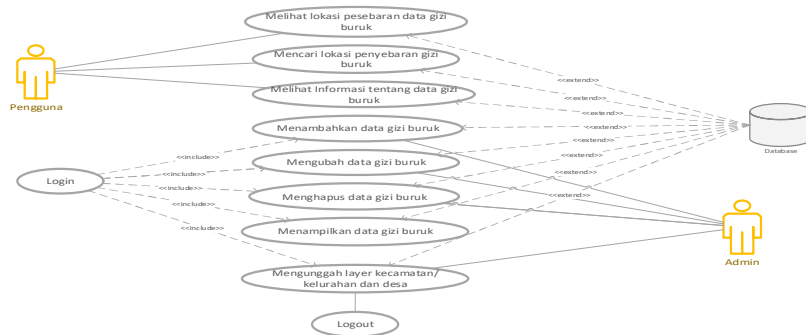 Melihat lokasi pesebaran data gizi
buruk
Mencari lokasi penyebaran gizi
buruk
Pengguna
Melihat Informasi tentang data gizi
buruk
<<extend>>
<<extend>>
<<extend>>
Menambahkan data gizi buruk
<<extend>>
Database
<<include>>
Mengubah data gizi buruk
<<extend>>
<<extend>>
<<include>>
Login
<<include>>
Menghapus data gizi buruk
<<extend>>
<<extend>>
<<include>>
Menampilkan data gizi buruk
<<include>>
Admin
Mengunggah layer kecamatan/
kelurahan dan desa
Logout